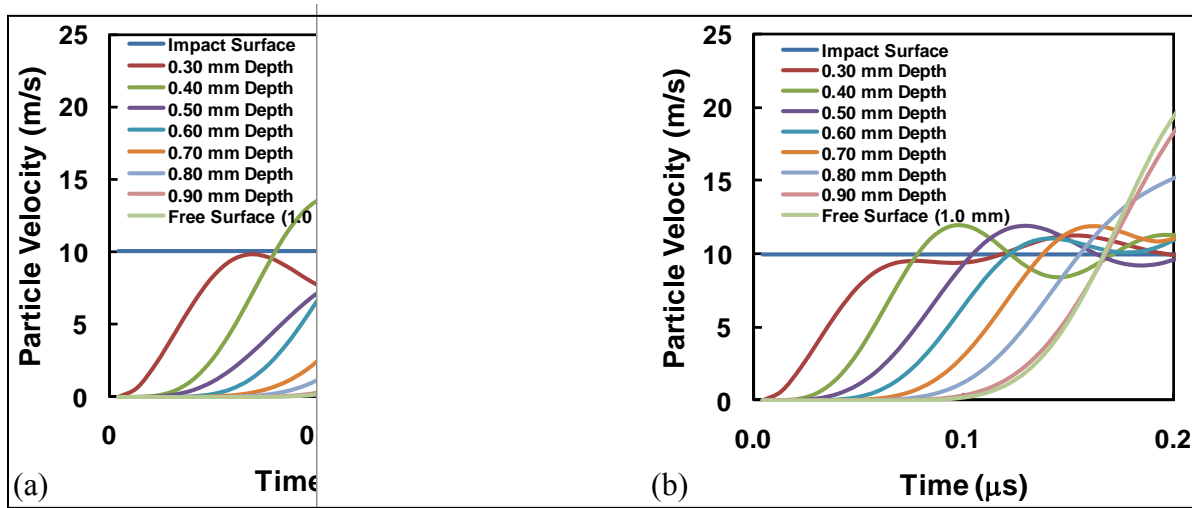 25
20
15
10
5
0
Particle Velocity (m/s)
Impact Surface
0.30 mm Depth
0.40 mm Depth
0.50 mm Depth
0.60 mm Depth
0.70 mm Depth
0.80 mm Depth
0.90 mm Depth
Free Surface (1.0
0
0
Time
(a)
25
20
15
10
5
0
Particle Velocity (m/s)
Impact Surface
0.30 mm Depth
0.40 mm Depth
0.50 mm Depth
0.60 mm Depth
0.70 mm Depth
0.80 mm Depth
0.90 mm Depth
Free Surface (1.0 mm)
0.0
0.1
0.2
Time (μs)
(b)